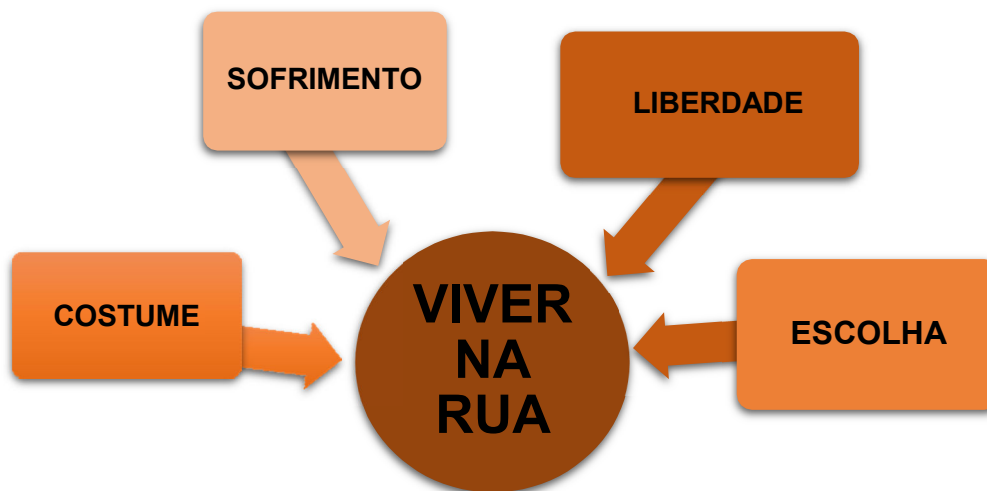 SOFRIMENTO
LIBERDADE
COSTUME
VIVER
NA
RUA
ESCOLHA